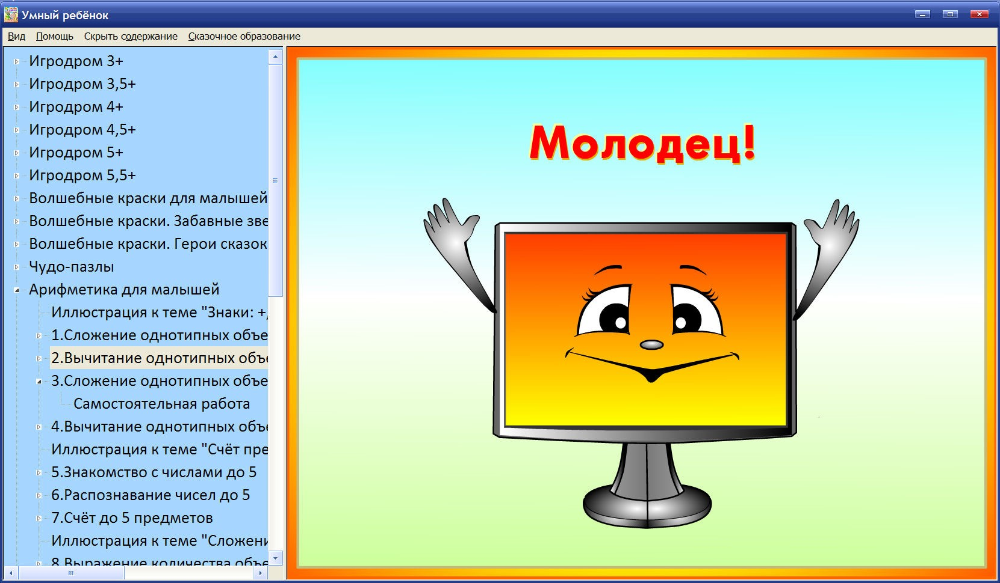 Умный ребёнок
Вид Помощь Скрыть содержание Сказочное образование
Игродром 3+
Игродром 3,5+
Игродром 4+
Игродром 4,5+
Игродром 5+
Игродром 5,5+
Волшебные краски для малышей
Волшебные краски. Забавные зве
Волшебные краски. Герои сказок
Чудо-пазлы
Арифметика для малышей
Иллюстрация к теме "Знаки: +,
1.Сложение однотипных объе
2.Вычитание однотипных объе
3.Сложение однотипных объе
Самостоятельная работа
4.Вычитание однотипных объе
Иллюстрация к теме "Счёт пре
5.Знакомство с числами до 5
6.Распознавание чисел до 5
7.Счёт до 5 предметов
Иллюстрация к теме "Сложени
8.Выражение количества объе
Молодец!